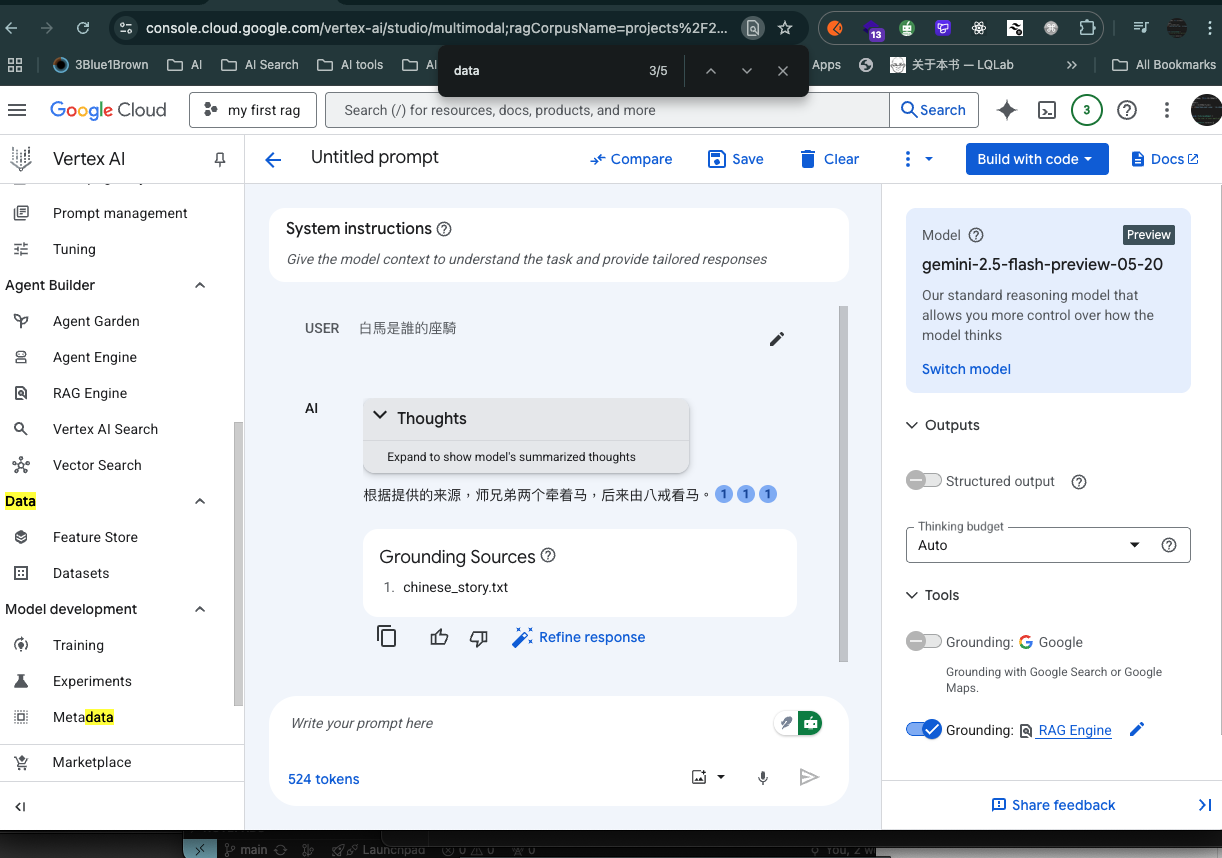 console.cloud.google.com/vertex-ai/studio/multimodal;ragCorpusName=projects%2F2...
13
3Blue1Brown
AI
AI Search
AI tools
AI
data
3/5
Apps
关于本书 — LQLab
»
All Bookmarks
Google Cloud
my first rag
Search (/) for resources, docs, products, and more
Search
3
Vertex AI
Untitled prompt
Compare
Save
Clear
Build with code
Docs
Prompt management
Tuning
Agent Builder
Agent Garden
Agent Engine
RAG Engine
Vertex AI Search
Vector Search
Data
Feature Store
Datasets
Model development
Training
Experiments
Metadata
Marketplace
System instructions
Give the model context to understand the task and provide tailored responses
USER 白馬是誰的座騎
AI
Thoughts
Expand to show model's summarized thoughts
根据提供的来源，师兄弟两个牵着马，后来由八戒看马。 1 1 1
Grounding Sources
1. chinese_story.txt
Refine response
Write your prompt here
524 tokens
Model
Preview
gemini-2.5-flash-preview-05-20
Our standard reasoning model that
allows you more control over how the
model thinks
Switch model
Outputs
Structured output
Thinking budget
Auto
Tools
Grounding: Google
Grounding with Google Search or Google
Maps.
Grounding: RAG Engine
Share feedback
main
Launchpad
0 0
0
You, 2 w